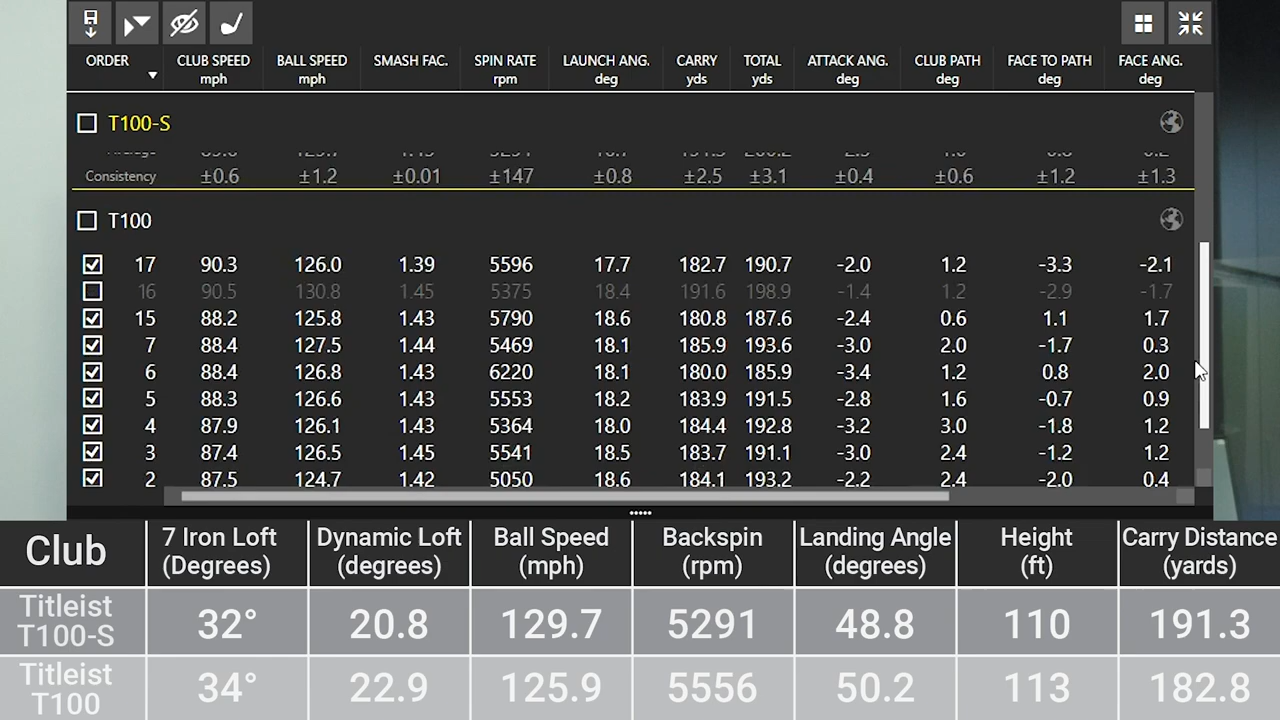 ORDER CLUB SPEED BALL SPEED SMASH FAC. SPIN RATE LAUNCH ANG. CARRY TOTAL ATTACK ANG. CLUB PATH FACE TO PATH FACE ANG.
mph mph rpm deg yds yds deg deg deg deg
T100-S
Consistency ±0.6 ±1.2 ±0.01 ±147 ±0.8 ±2.5 ±3.1 ±0.4 ±0.6 ±1.2 ±1.3
T100
17 90.3 126.0 1.39 5596 17.7 182.7 190.7 -2.0 1.2 -3.3 -2.1
16 90.5 130.8 1.45 5375 18.4 191.6 198.9 -1.4 1.2 -2.9 -1.7
15 88.2 125.8 1.43 5790 18.6 180.8 187.6 -2.4 0.6 1.1 1.7
7 88.4 127.5 1.44 5469 18.1 185.9 193.6 -3.0 2.0 -1.7 0.3
6 88.4 126.8 1.43 6220 18.1 180.0 185.9 -3.4 1.2 0.8 2.0
5 88.3 126.6 1.43 5553 18.2 183.9 191.5 -2.8 1.6 -0.7 0.9
4 87.9 126.1 1.43 5364 18.0 184.4 192.8 -3.2 3.0 -1.8 1.2
3 87.4 126.5 1.45 5541 18.5 183.7 191.1 -3.0 2.4 -1.2 1.2
2 87.5 124.7 1.42 5050 18.6 184.1 193.2 -2.2 2.4 -2.0 0.4
Club 7 Iron Loft Dynamic Loft Ball Speed Backspin Landing Angle Height Carry Distance
(Degrees) (degrees) (mph) (rpm) (degrees) (ft) (yards)
Titleist
T100-S 32° 20.8 129.7 5291 48.8 110 191.3
Titleist
T100 34° 22.9 125.9 5556 50.2 113 182.8